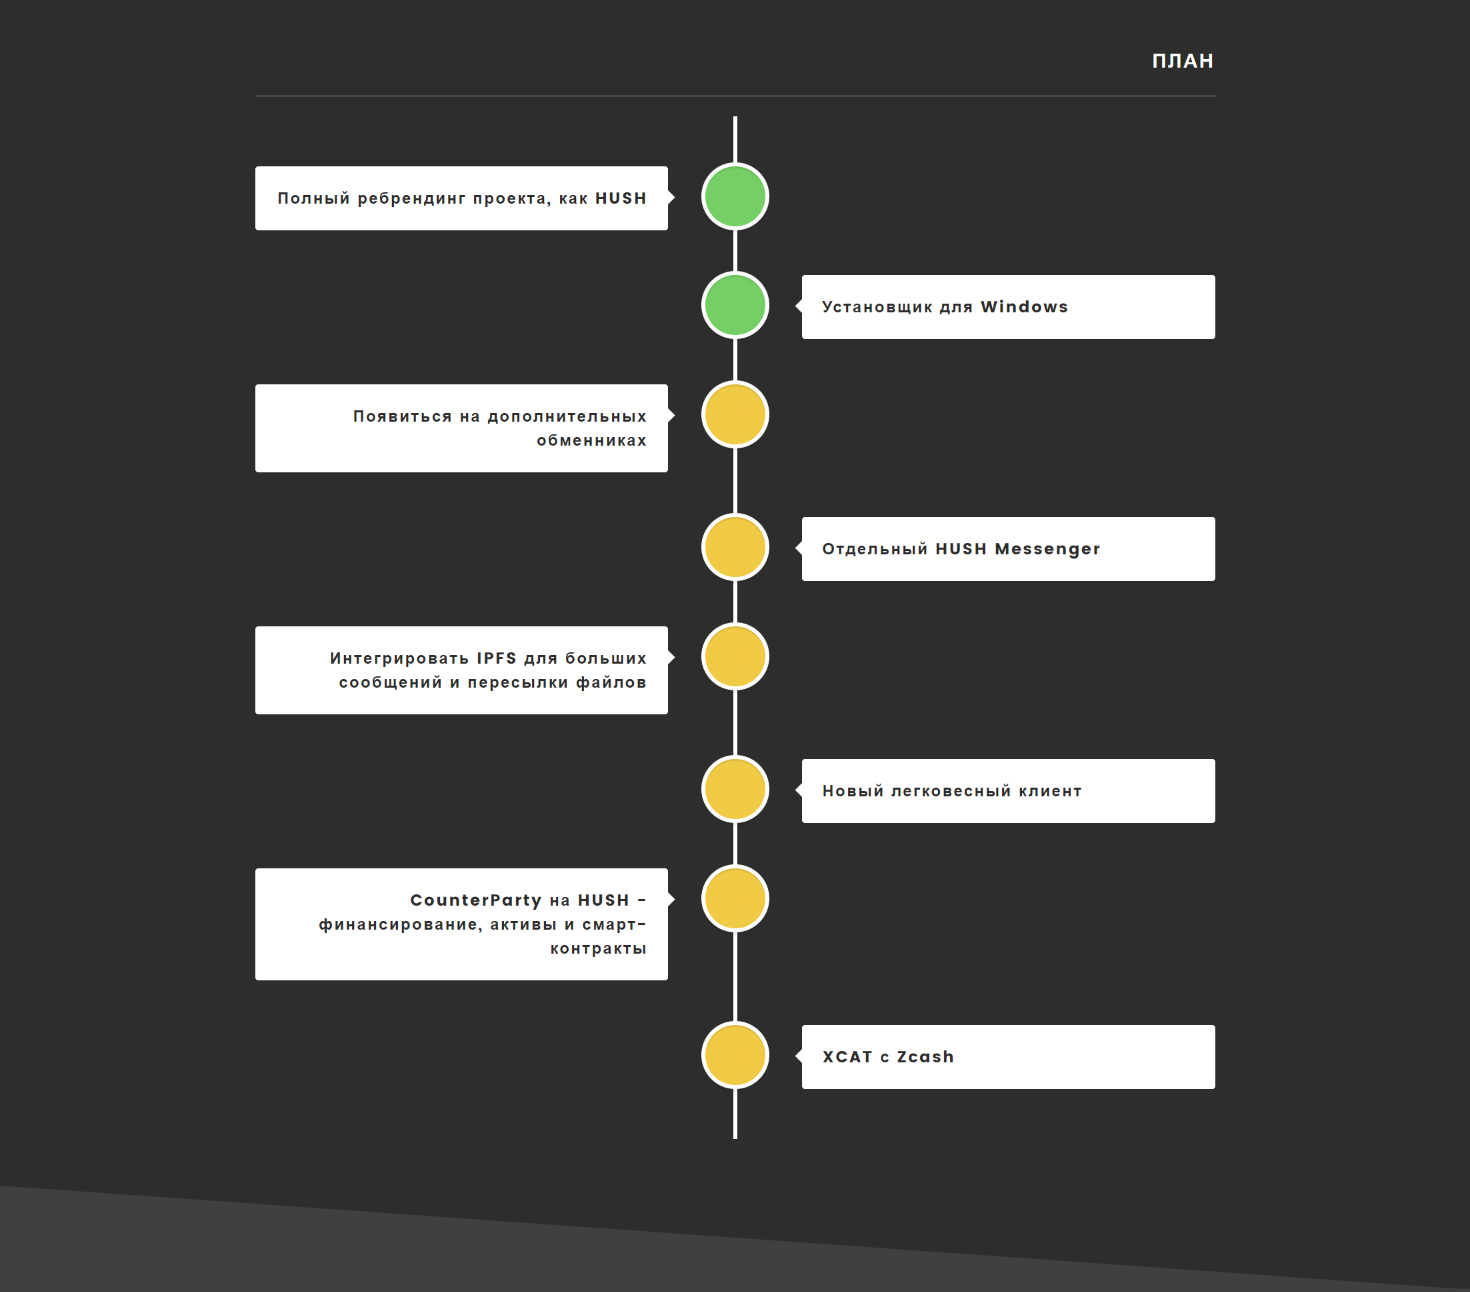 ПЛАН
Полный ребрендинг проекта, как HUSH
Установщик для Windows
Появиться на дополнительных
обменниках
Отдельный HUSH Messenger
Интегрировать IPFS для больших
сообщений и пересылки файлов
Новый легковесный клиент
CounterParty на HUSH -
финансирование, активы и смарт-
контракты
XCAT с Zcash